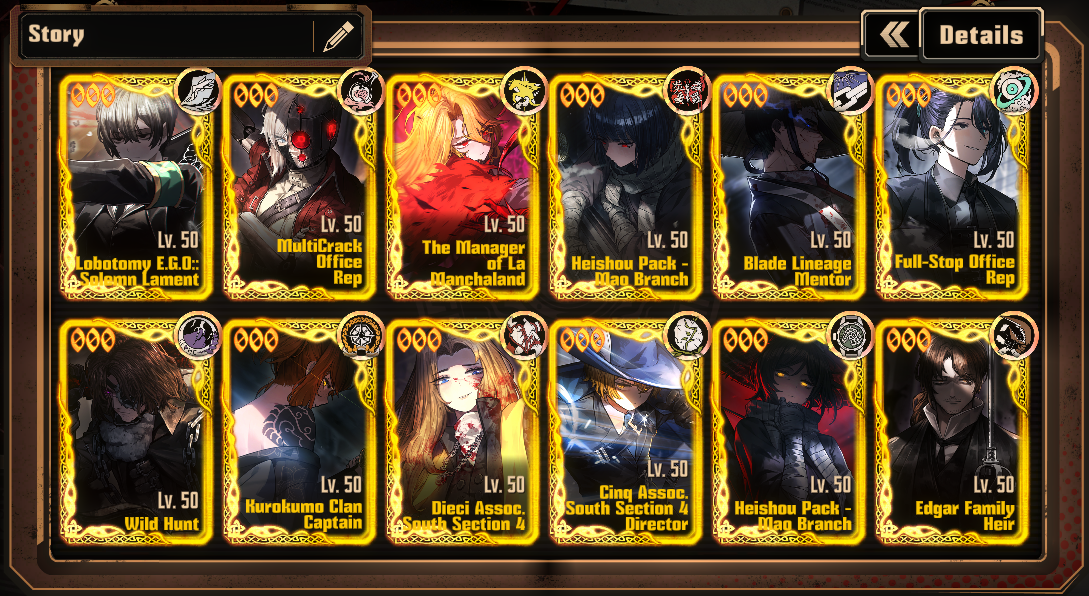 Story
Details
Lv. 50
Lobotomy E.G.O::
Solemn Lament
Lv. 50
MultiCrack
Office
Rep
Lv. 50
The Manager
of La
Manchaland
Lv. 50
Heishou Pack -
Mao Branch
Lv. 50
Blade Lineage
Mentor
Lv. 50
Full-Stop Office
Rep
Lv. 50
Wild Hunt
Lv. 50
Kurokumo Clan
Captain
Lv. 50
Dieci Assoc.
South Section 4
Lv. 50
Cinq Assoc.
South Section 4
Director
Lv. 50
Heishou Pack -
Mao Branch
Lv. 50
Edgar Family
Heir